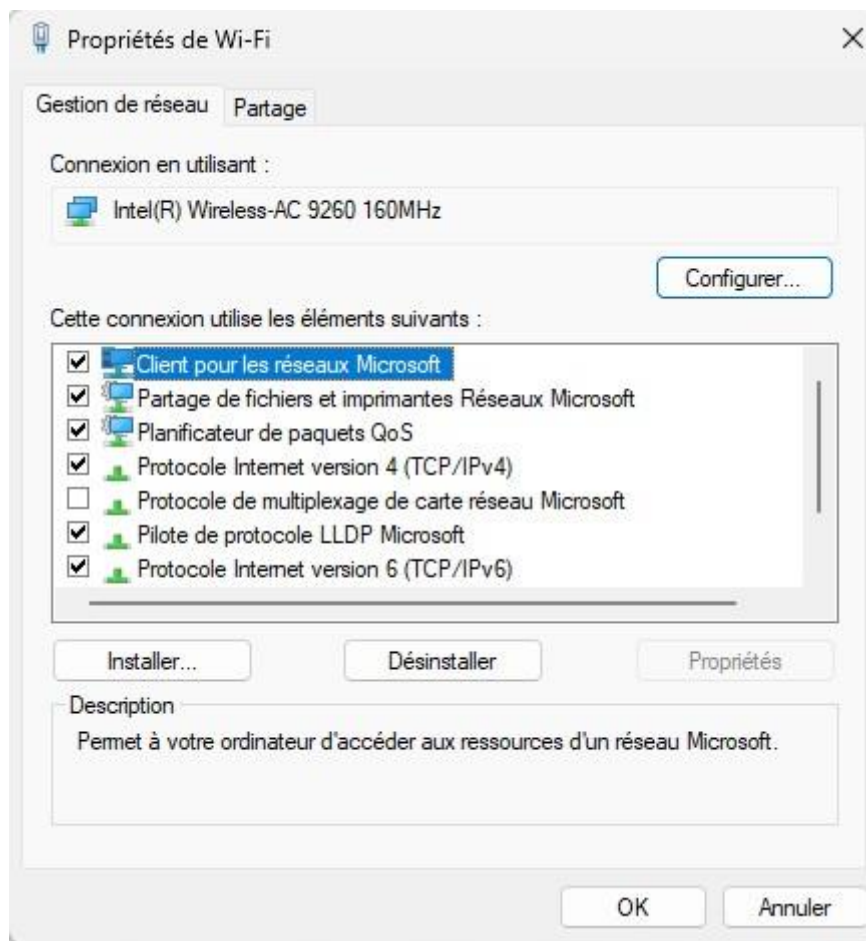 Propriétés de Wi-Fi
Gestion de réseau
Partage
Connexion en utilisant :
Intel(R) Wireless-AC 9260 160MHz
Configurer...
Cette connexion utilise les éléments suivants :
Client pour les réseaux Microsoft
Partage de fichiers et imprimantes Réseaux Microsoft
Planificateur de paquets QoS
Protocole Internet version 4 (TCP/IPv4)
Protocole de multiplexage de carte réseau Microsoft
Pilote de protocole LLDP Microsoft
Protocole Internet version 6 (TCP/IPv6)
Installer...
Désinstaller
Propriétés
Description
Permet à votre ordinateur d'accéder aux ressources d'un réseau Microsoft.
OK
Annuler